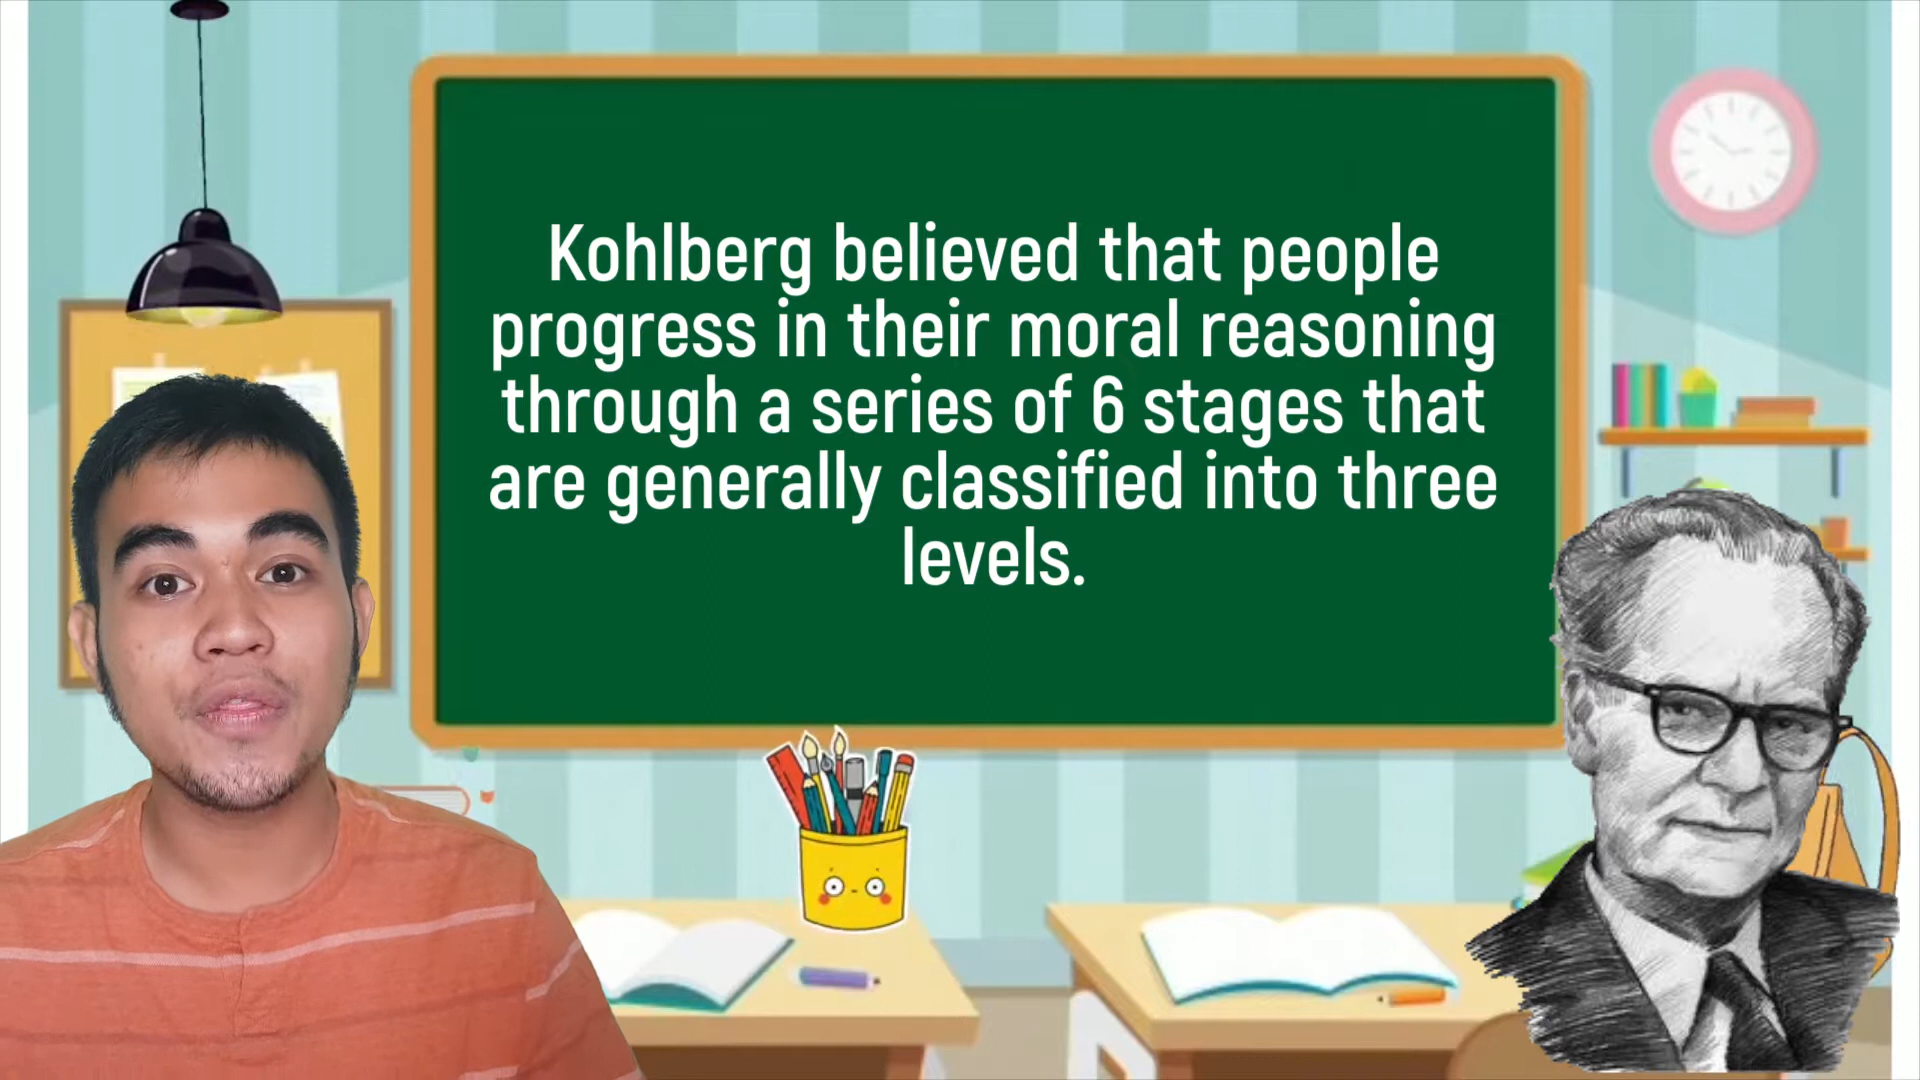 Kohlberg believed that people
progress in their moral reasoning
through a series of 6 stages that
are generally classified into three
levels.